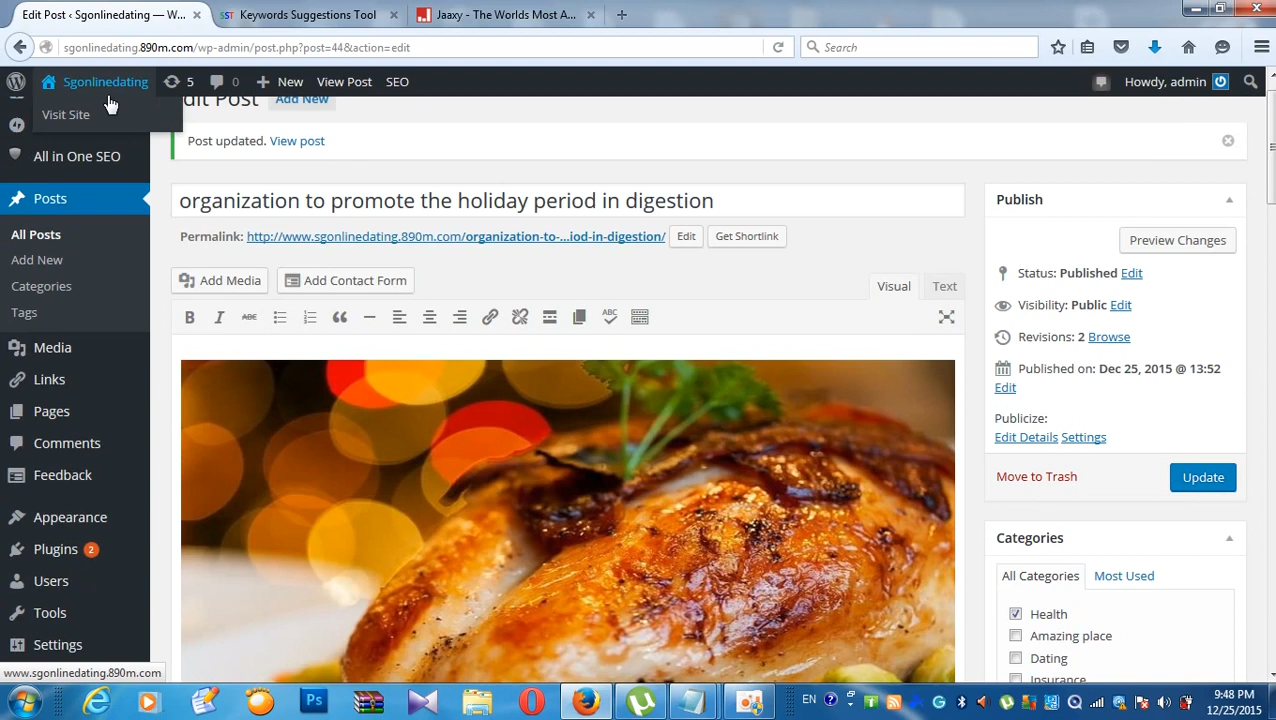 Edit Post ‹ Sgonlinedating — W...
Keywords Suggestions Tool
Jaaxy - The Worlds Most A...
sgonlinedating.890m.com/wp-admin/post.php?post=44&action=edit
Search
Sgonlinedating
5
0
New
View Post
SEO
Howdy, admin
Visit Site
Edit Post
Add New
All in One SEO
Posts
All Posts
Add New
Categories
Tags
Media
Links
Pages
Comments
Feedback
Appearance
Plugins 2
Users
Tools
Settings
Post updated. View post
organization to promote the holiday period in digestion
Permalink: http://www.sgonlinedating.890m.com/organization-to-...iod-in-digestion/
Edit
Get Shortlink
Add Media
Add Contact Form
Visual
Text
B
I
ABC
ABC
Publish
Preview Changes
Status: Published Edit
Visibility: Public Edit
Revisions: 2 Browse
Published on: Dec 25, 2015 @ 13:52
Edit
Publicize:
Edit Details Settings
Move to Trash
Update
Categories
All Categories
Most Used
Health
Amazing place
Dating
Insurance
www.sgonlinedating.890m.com
Ps
EN
9:48 PM
12/25/2015